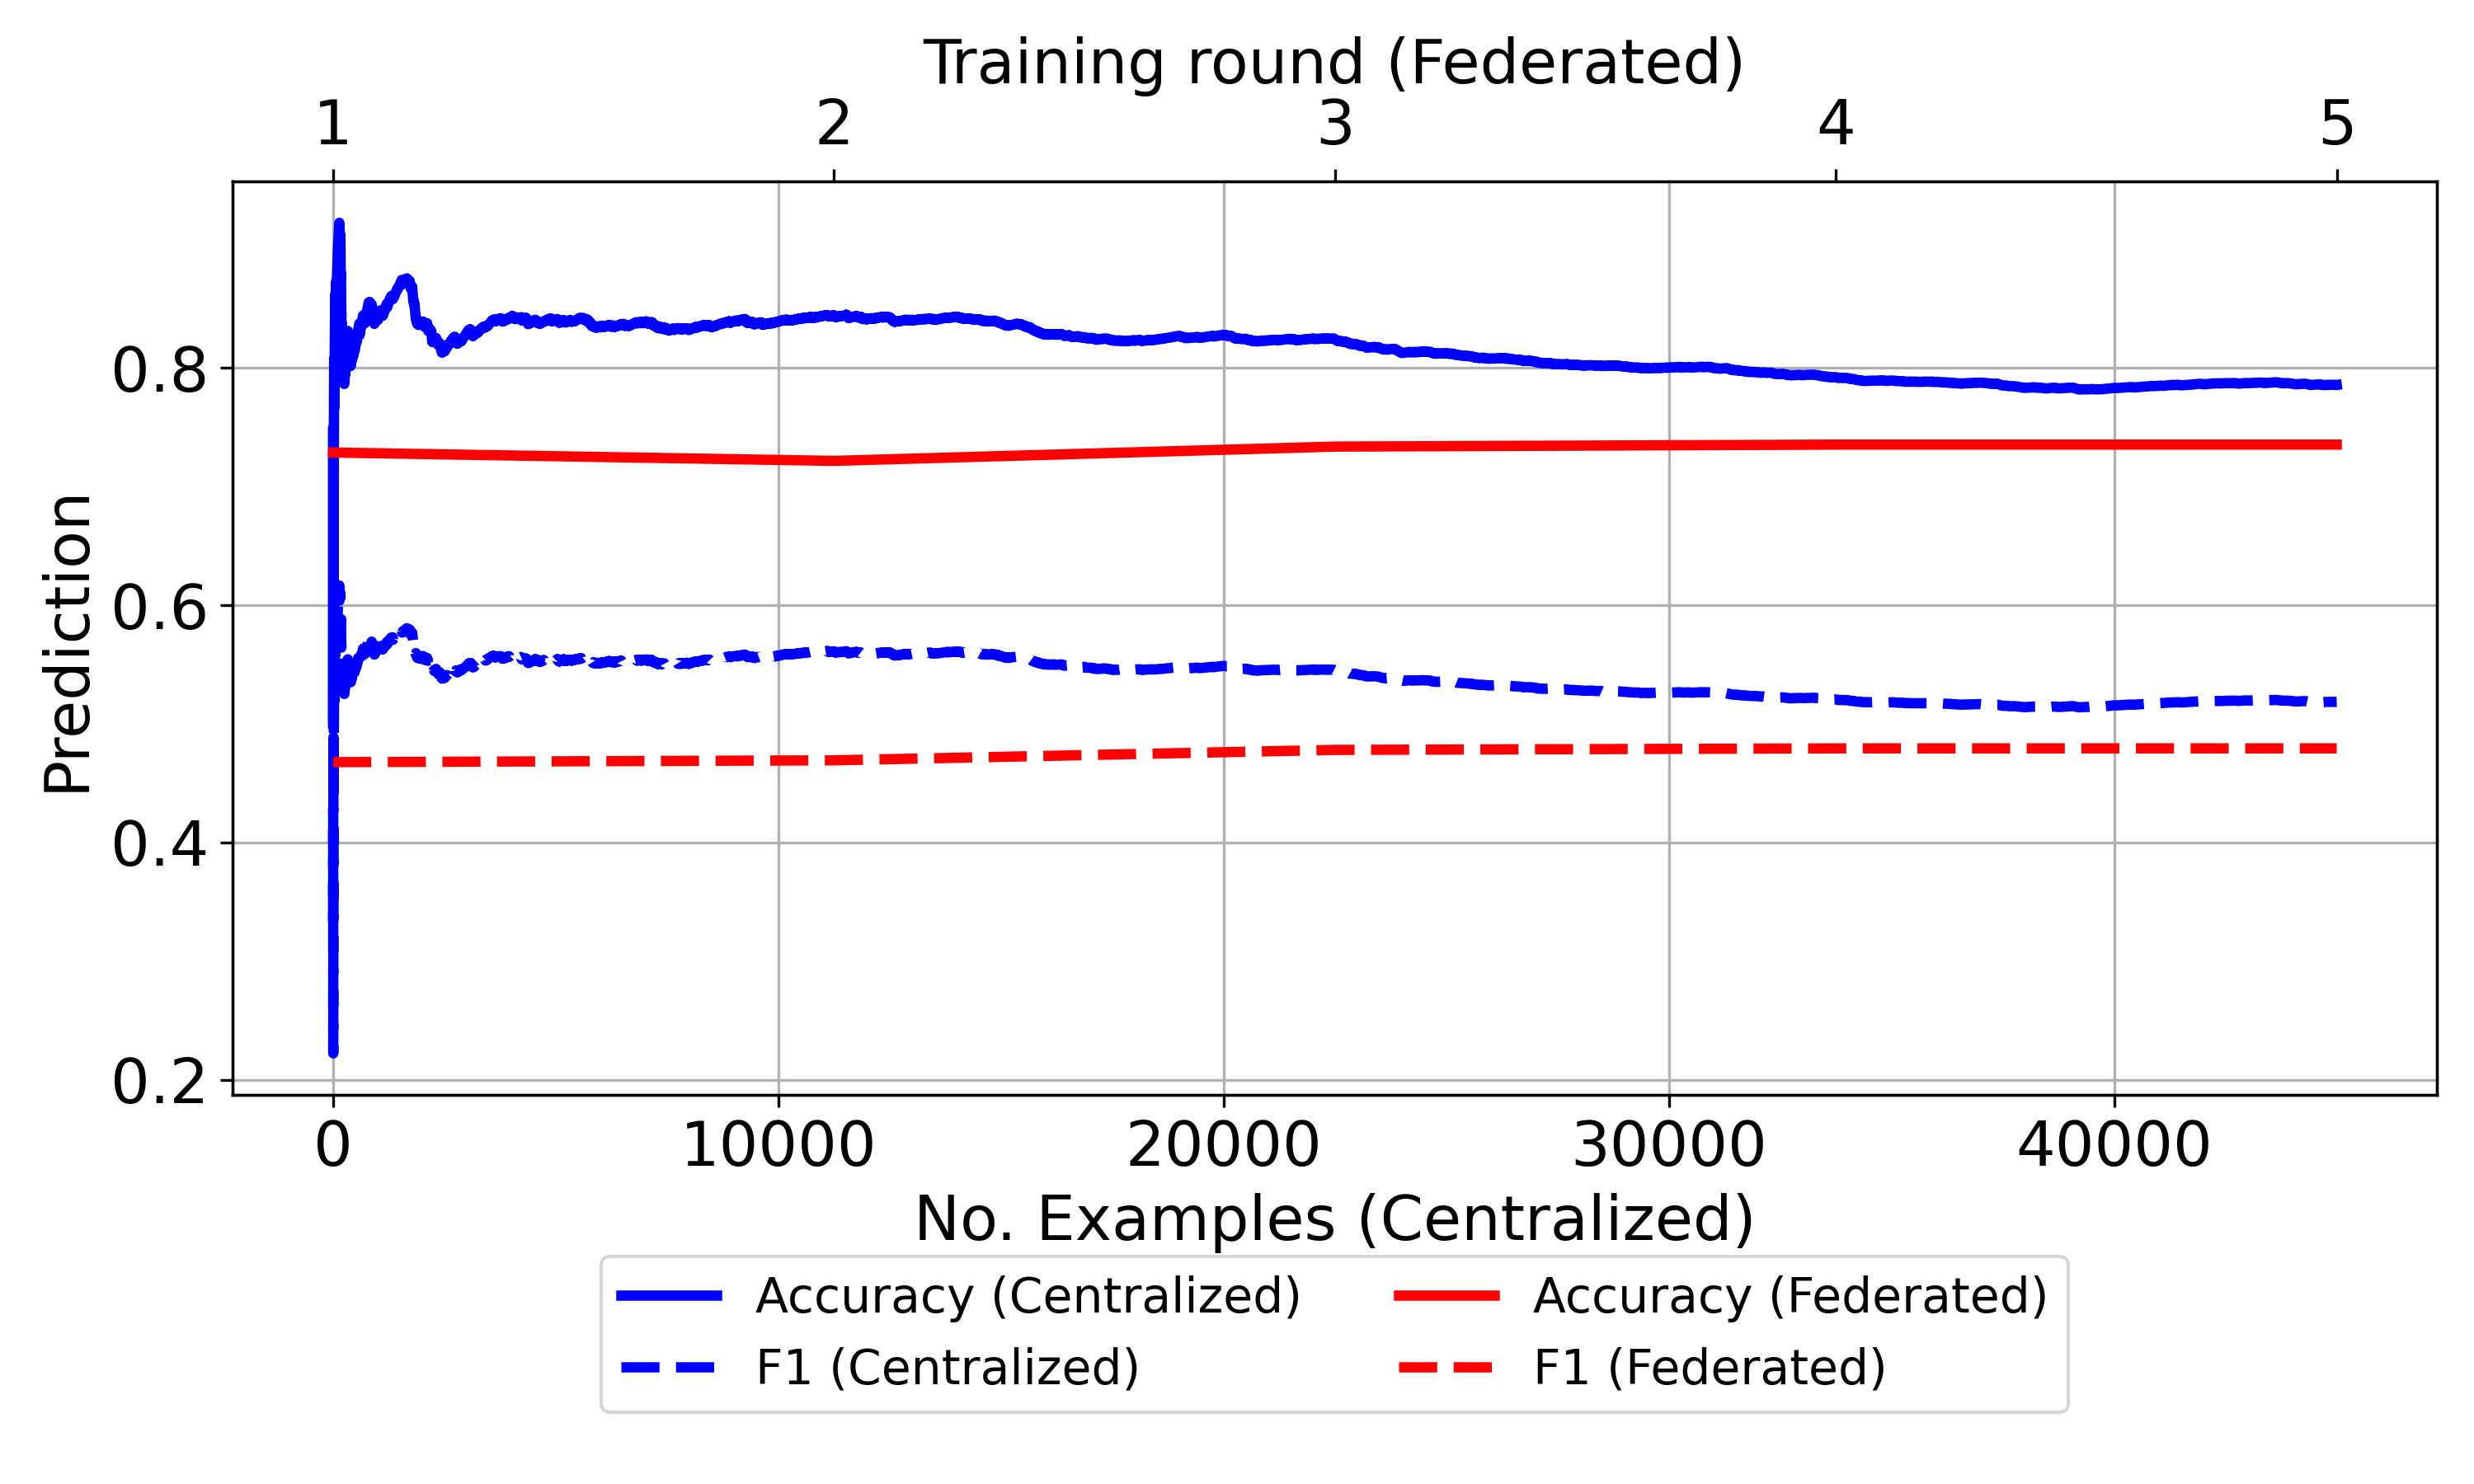 Training round (Federated)
1 2 3 4 5
Prediction
0.8
0.6
0.4
0.2
0 10000 20000 30000 40000
No. Examples (Centralized)
Accuracy (Centralized) Accuracy (Federated)
F1 (Centralized) F1 (Federated)